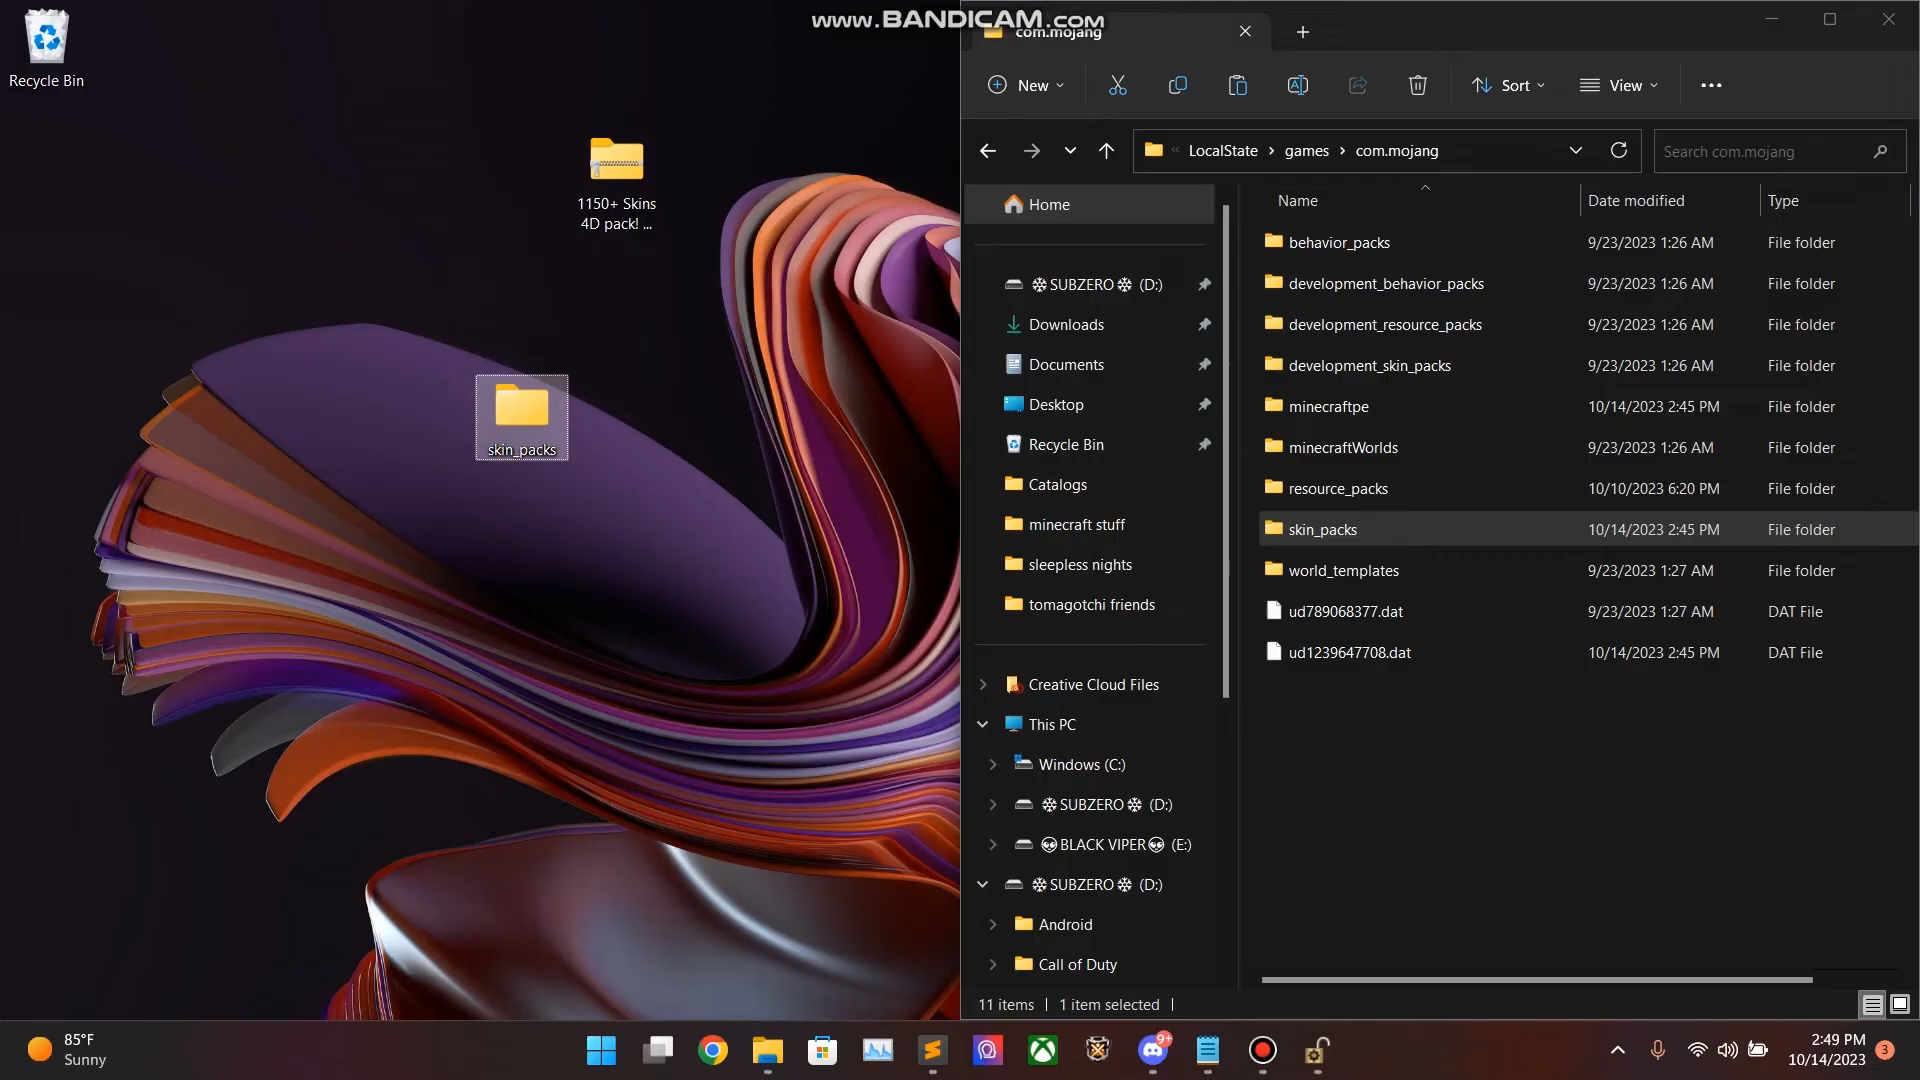 www.BANDICAM.com
Recycle Bin
1150+ Skins
4D pack! ...
skin_packs
com.mojang
New
Sort
View
LocalState
games
com.mojang
Search com.mojang
Name
Date modified
Type
Home
behavior_packs 9/23/2023 1:26 AM File folder
development_behavior_packs 9/23/2023 1:26 AM File folder
development_resource_packs 9/23/2023 1:26 AM File folder
development_skin_packs 9/23/2023 1:26 AM File folder
minecraftpe 10/14/2023 2:45 PM File folder
minecraftWorlds 9/23/2023 1:26 AM File folder
resource_packs 10/10/2023 6:20 PM File folder
skin_packs 10/14/2023 2:45 PM File folder
world_templates 9/23/2023 1:27 AM File folder
ud789068377.dat 9/23/2023 1:27 AM DAT File
ud1239647708.dat 10/14/2023 2:45 PM DAT File
❄SUBZERO❄ (D:)
Downloads
Documents
Desktop
Recycle Bin
Catalogs
minecraft stuff
sleepless nights
tomagotchi friends
Creative Cloud Files
This PC
Windows (C:)
❄SUBZERO❄ (D:)
💀BLACK VIPER💀 (E:)
❄SUBZERO❄ (D:)
Android
Call of Duty
11 items
1 item selected
85°F
Sunny
9+
2:49 PM
10/14/2023
3